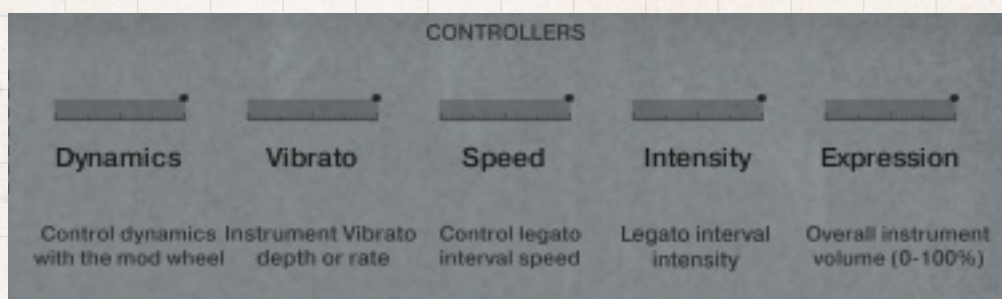 CONTROLLERS
Dynamics Vibrato Speed Intensity Expression
Control dynamics Instrument Vibrato Control legato Legato interval Overall instrument
with the mod wheel depth or rate interval speed intensity volume (0-100%)